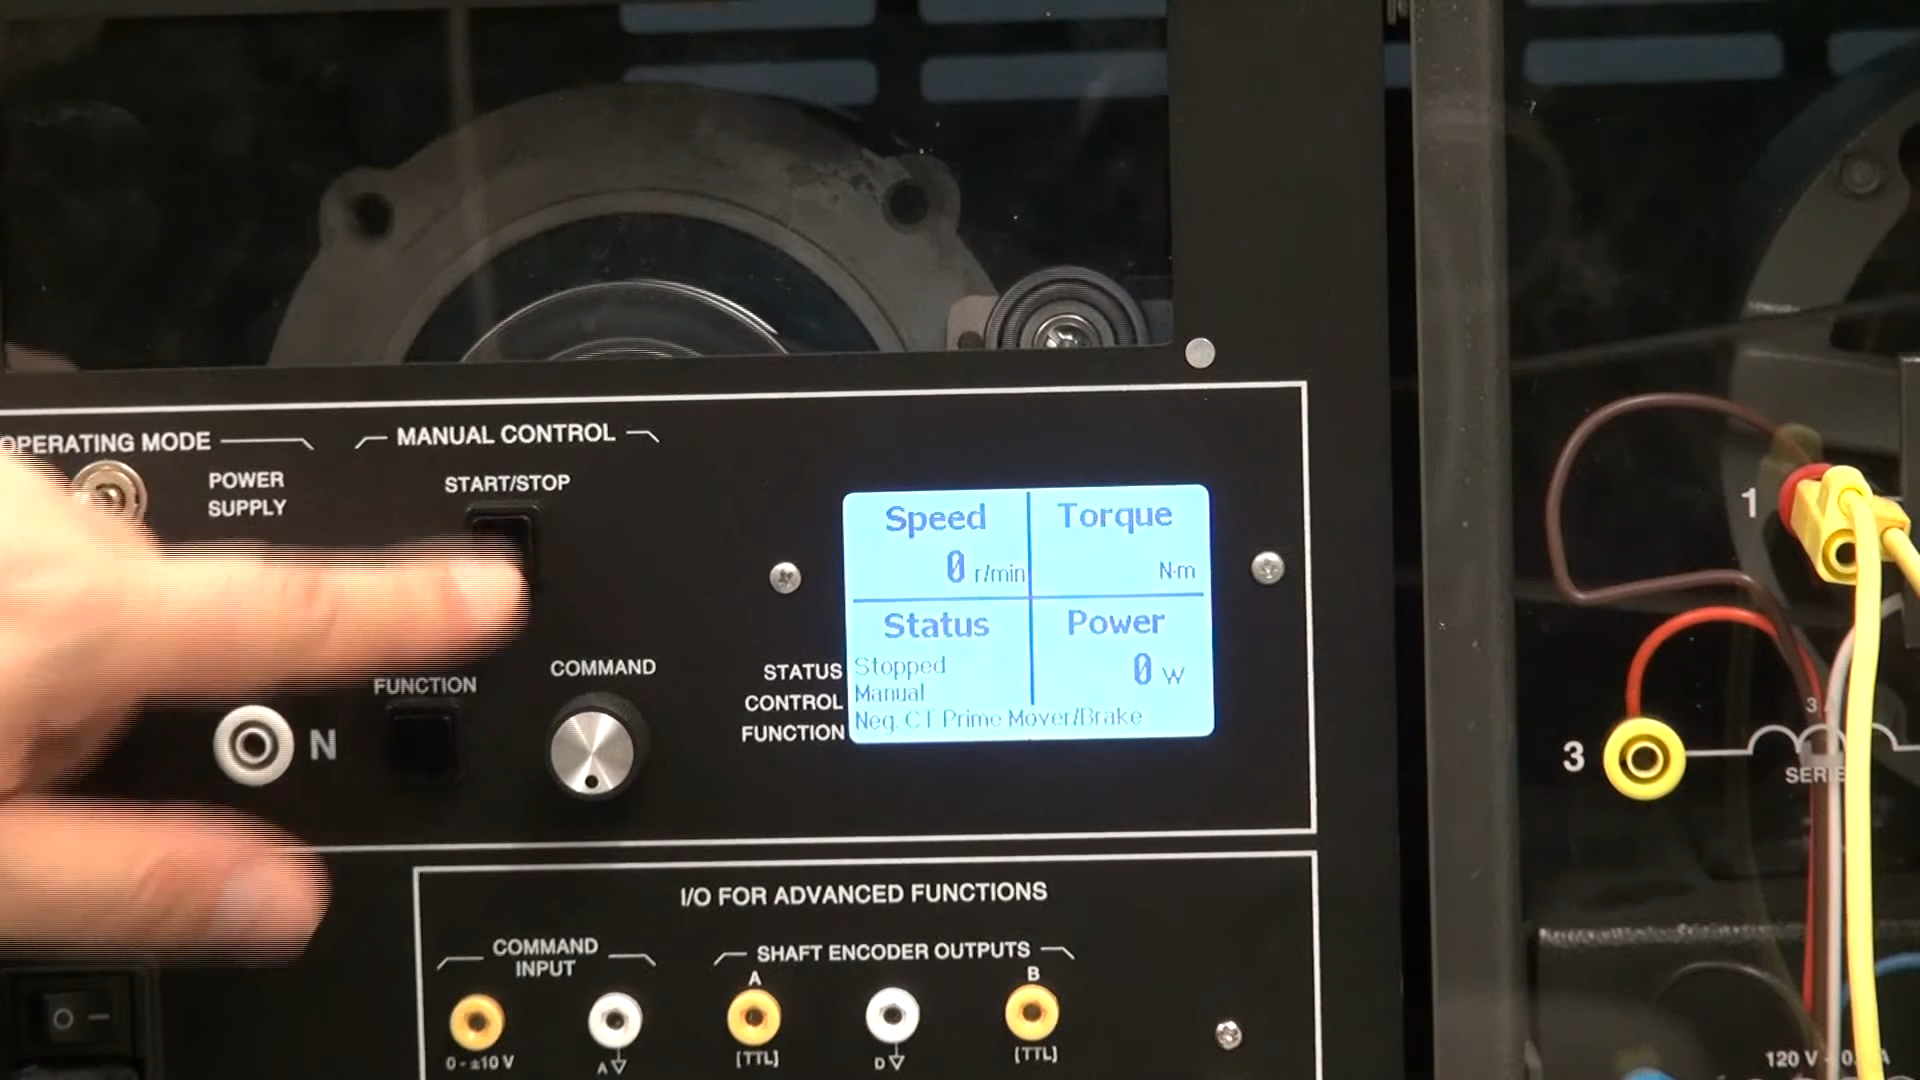 OPERATING MODE
MANUAL CONTROL
POWER
SUPPLY
START/STOP
Speed
0 r/min
Torque
N·m
Status
Power
0 W
Stopped
Manual
Neg. CT Prime Mover/Brake
STATUS
CONTROL
FUNCTION
COMMAND
FUNCTION
N
1
3
3
I/O FOR ADVANCED FUNCTIONS
COMMAND
INPUT
SHAFT ENCODER OUTPUTS
A
B
0 - ±10 V
A
[TTL]
D
[TTL]
120 V